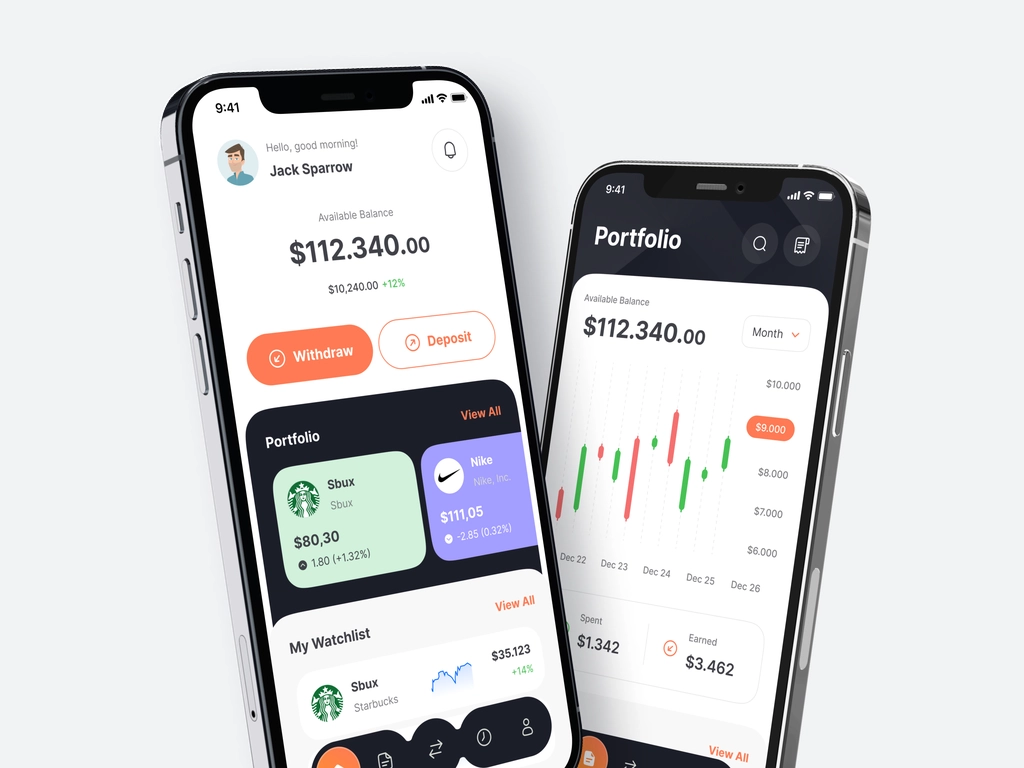 9:41
Hello, good morning!
Jack Sparrow
Available Balance
$112.340.00
$10,240.00 +12%
Withdraw
Deposit
Portfolio
View All
Sbux
Sbux
$80,30
1.80 (+1.32%)
Nike
Nike, Inc.
$111,05
-2.85 (0.32%)
My Watchlist
View All
Sbux
Starbucks
$35.123
+14%
9:41
Portfolio
Available Balance
$112.340.00
Month
$10.000
$9.000
$8.000
$7.000
$6.000
Dec 22
Dec 23
Dec 24
Dec 25
Dec 26
Spent
$1.342
Earned
$3.462
View All